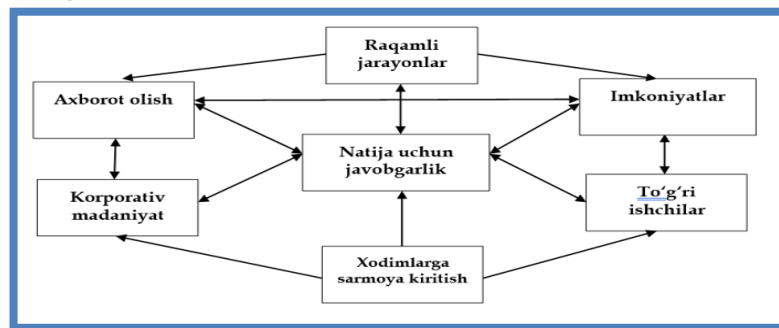 Raqamli
jarayonlar
Axborot olish
Imkoniyatlar
Natija uchun
javobgarlik
Korporativ
madaniyat
To‘g‘ri
ishchilar
Xodimlarga
sarmoya kiritish